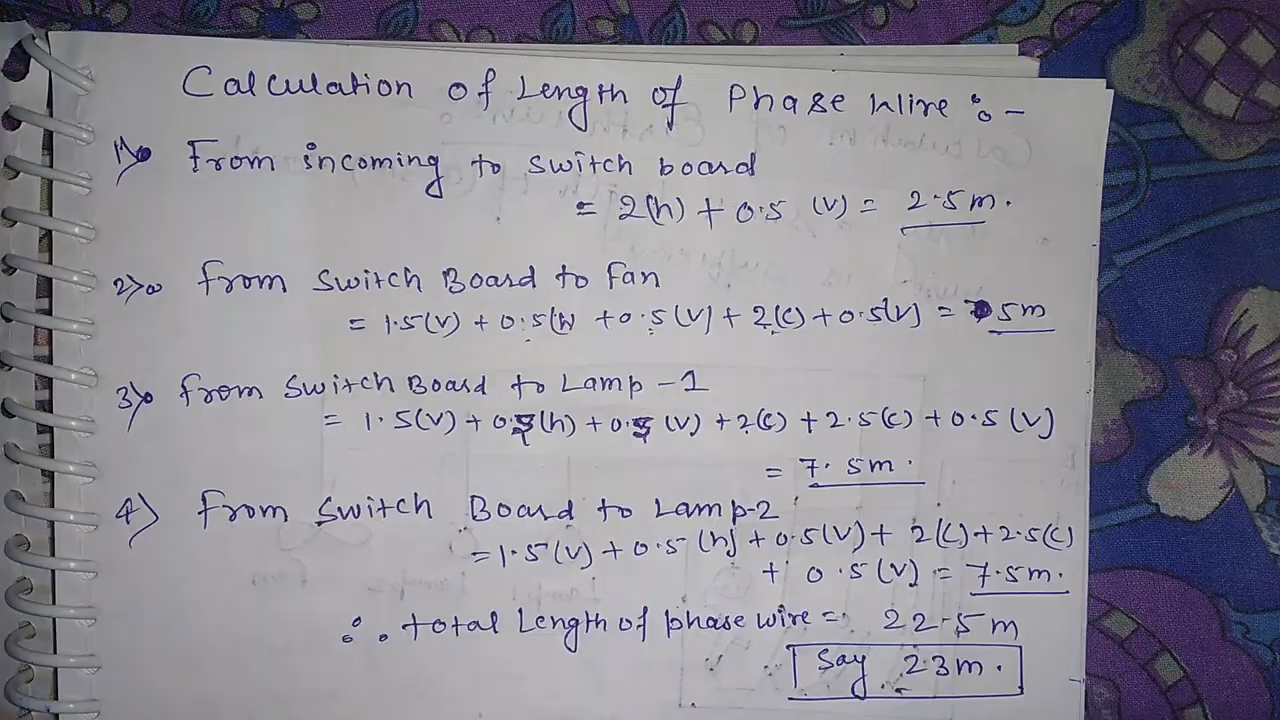 Calculation of Length of Phase Wire :-
1) From incoming to switch board
= 2(h) + 0.5 (v) = 2.5m.
2) From Switch Board to Fan
= 1.5(v) + 0.5(h) + 0.5(v) + 2(c) + 0.5(v) = 5m
3) From Switch Board to Lamp-1
= 1.5(v) + 0.5(h) + 0.5(v) + 2(c) + 2.5(c) + 0.5(v)
= 7.5m.
4) From Switch Board to Lamp-2
= 1.5(v) + 0.5(h) + 0.5(v) + 2(c) + 2.5(c)
+ 0.5(v) = 7.5m.
∴ total Length of phase wire = 22.5m
Say 23m.